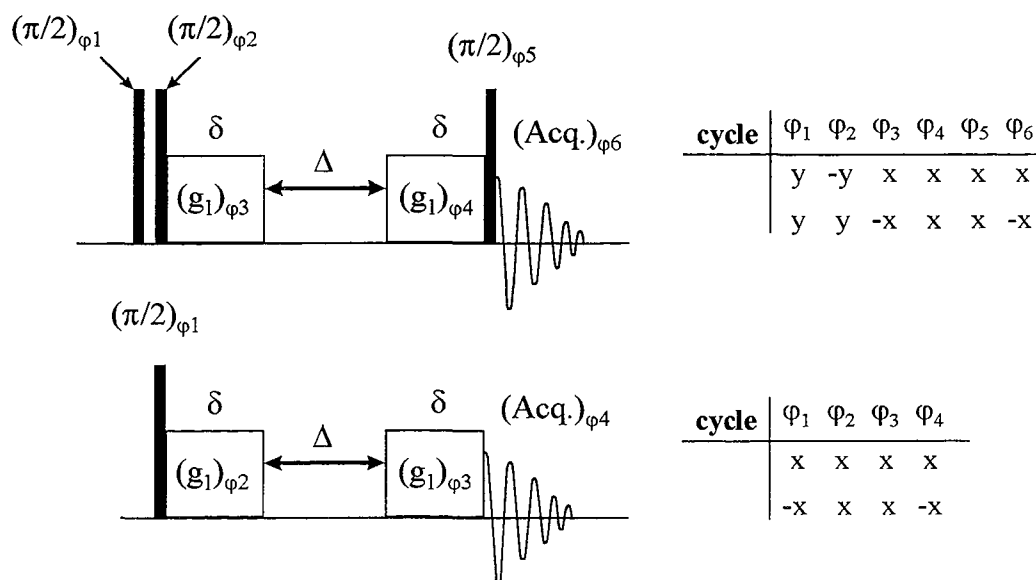 (π/2)φ1 (π/2)φ2 (π/2)φ5
δ δ (Acq.)φ6
(g₁)φ3 Δ (g₁)φ4
cycle φ1 φ2 φ3 φ4 φ5 φ6
y -y x x x x
y y -x x x -x
(π/2)φ1
δ δ (Acq.)φ4
(g₁)φ2 Δ (g₁)φ3
cycle φ1 φ2 φ3 φ4
x x x x
-x x x -x